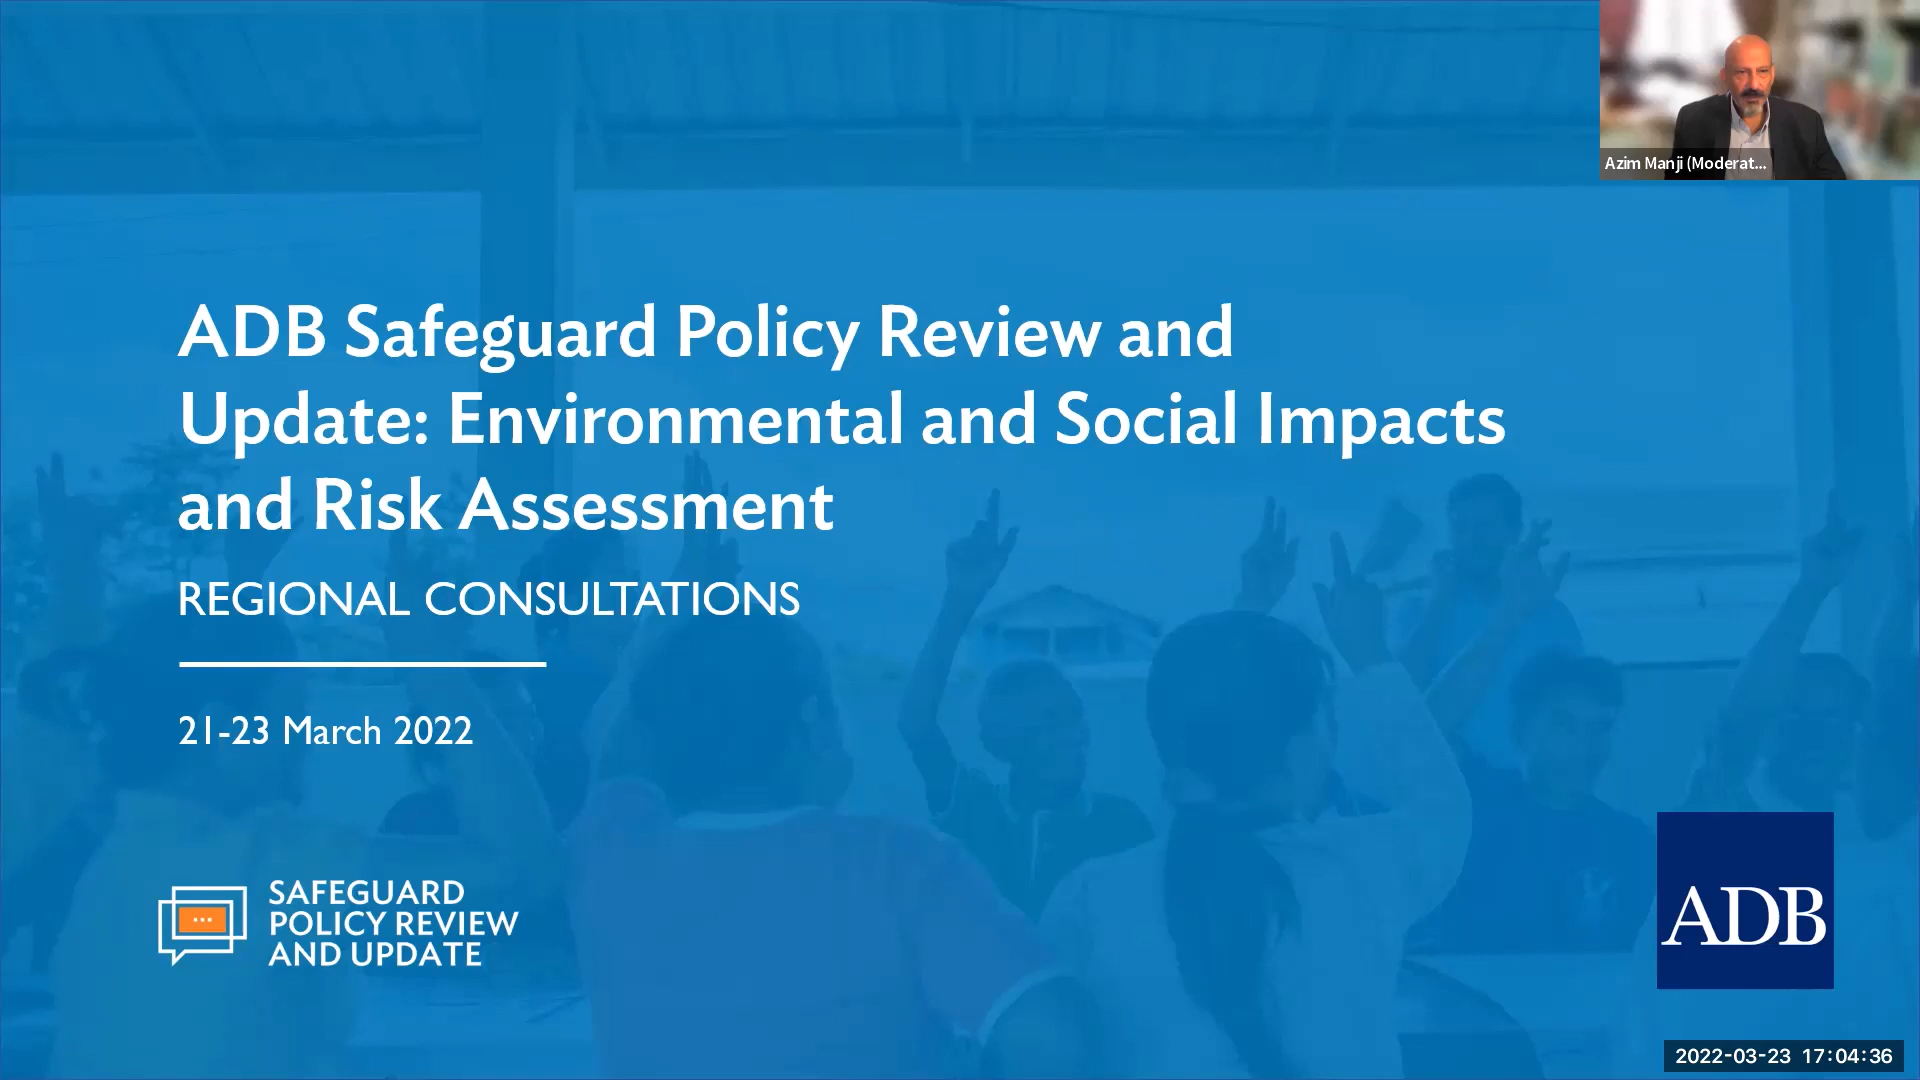 Azim Manji (Moderat...
ADB Safeguard Policy Review and
Update: Environmental and Social Impacts
and Risk Assessment
REGIONAL CONSULTATIONS
21-23 March 2022
SAFEGUARD
POLICY REVIEW
AND UPDATE
ADB
2022-03-23 17:04:36